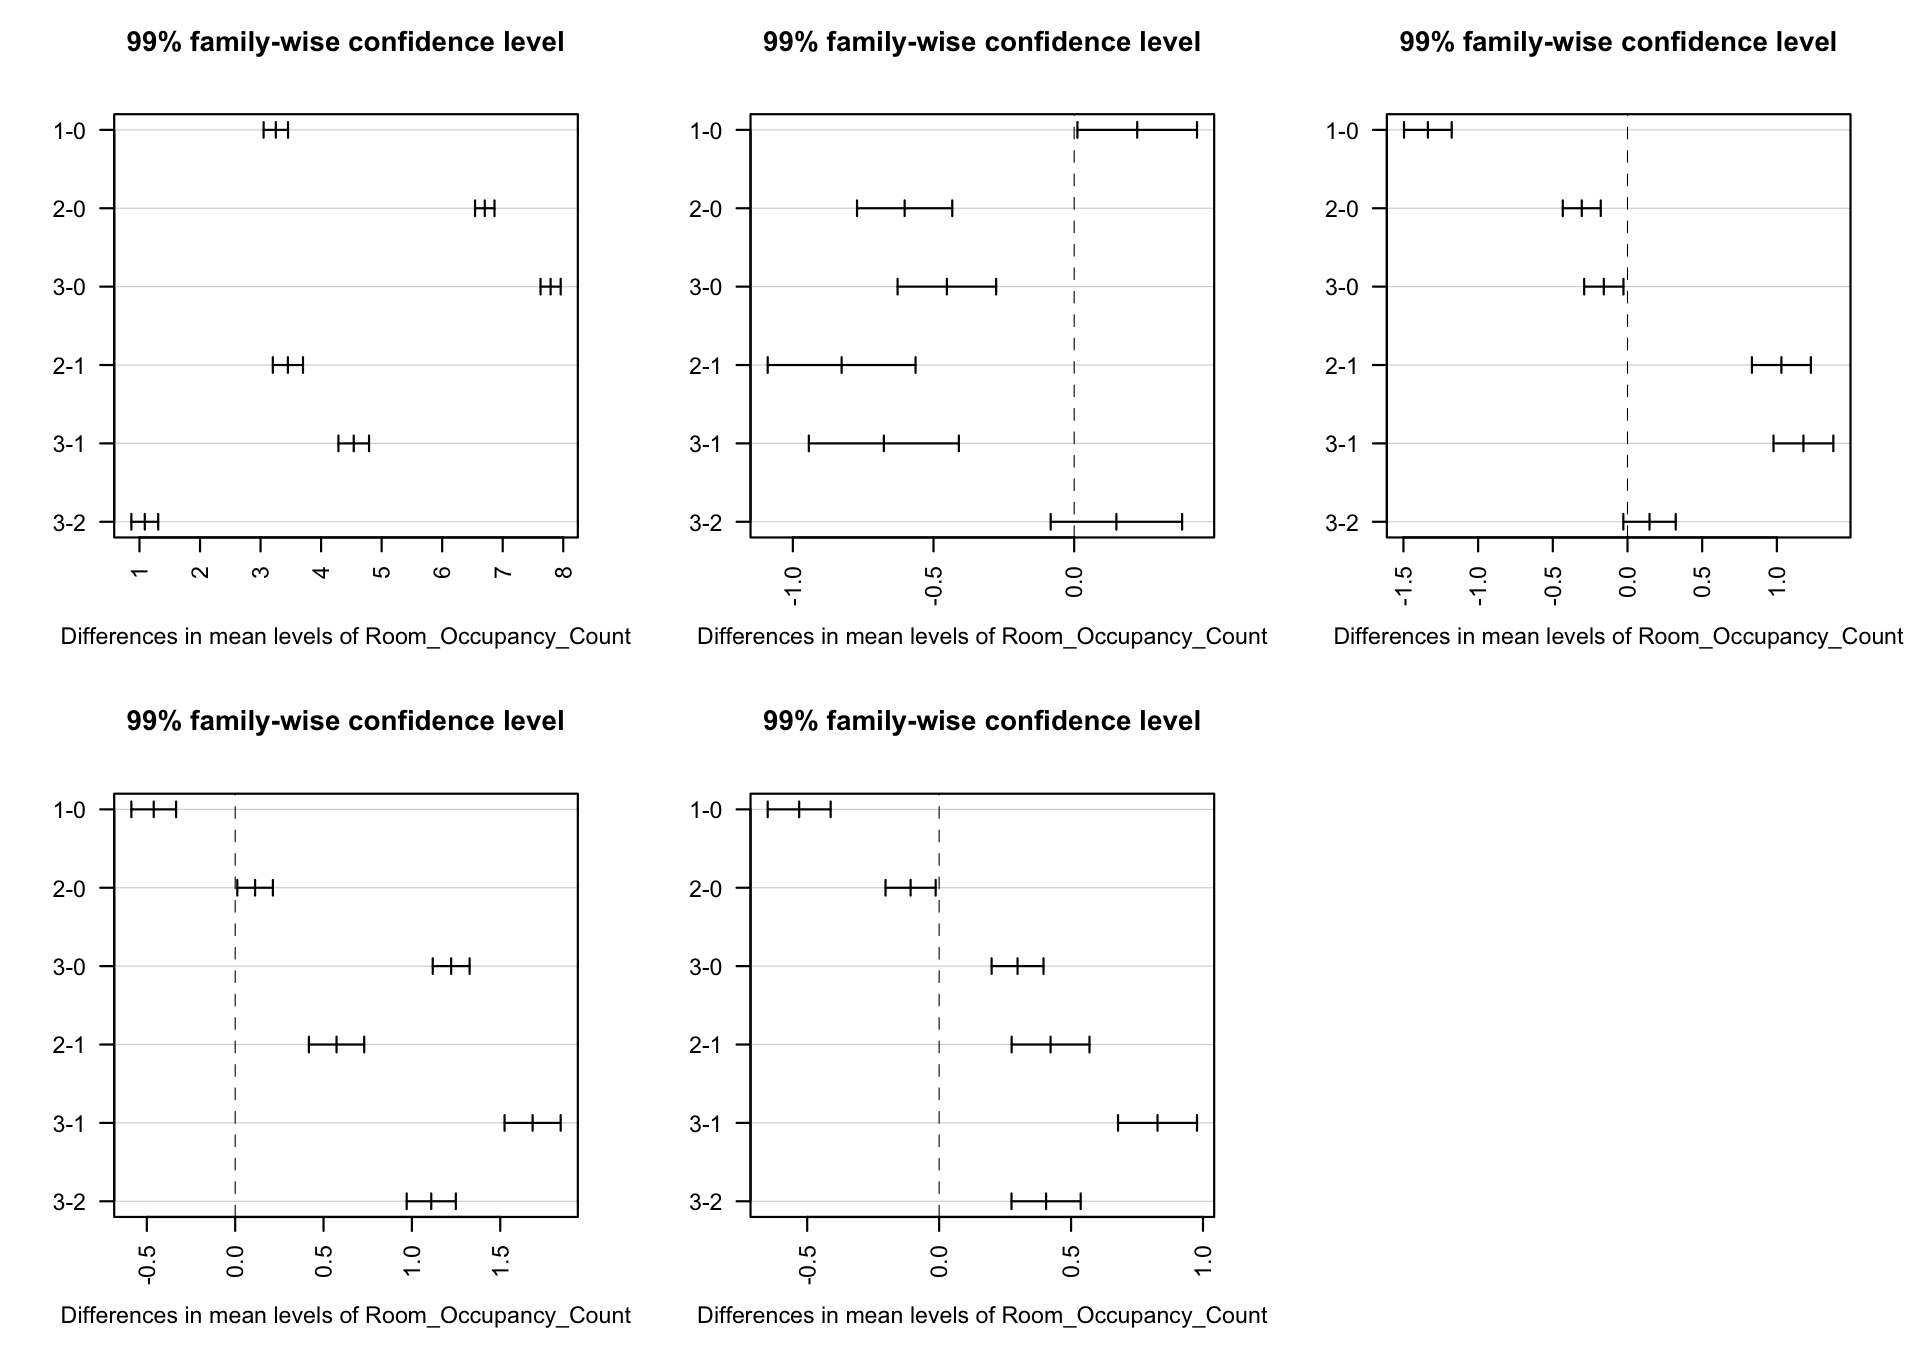 99% family-wise confidence level
1-0
2-0
3-0
2-1
3-1
3-2
1 2 3 4 5 6 7 8
Differences in mean levels of Room_Occupancy_Count
99% family-wise confidence level
1-0
2-0
3-0
2-1
3-1
3-2
-1.0 -0.5 0.0
Differences in mean levels of Room_Occupancy_Count
99% family-wise confidence level
1-0
2-0
3-0
2-1
3-1
3-2
-1.5 -1.0 -0.5 0.0 0.5 1.0
Differences in mean levels of Room_Occupancy_Count
99% family-wise confidence level
1-0
2-0
3-0
2-1
3-1
3-2
-0.5 0.0 0.5 1.0 1.5
Differences in mean levels of Room_Occupancy_Count
99% family-wise confidence level
1-0
2-0
3-0
2-1
3-1
3-2
-0.5 0.0 0.5 1.0
Differences in mean levels of Room_Occupancy_Count